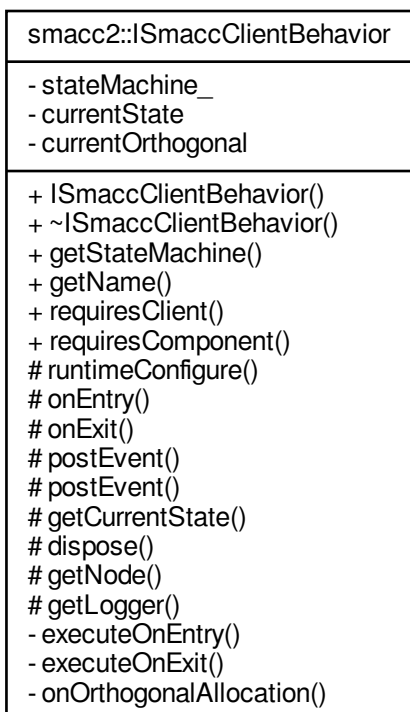 smacc2::ISmaccClientBehavior
- stateMachine_
- currentState
- currentOrthogonal
+ ISmaccClientBehavior()
+ ~ISmaccClientBehavior()
+ getStateMachine()
+ getName()
+ requiresClient()
+ requiresComponent()
# runtimeConfigure()
# onEntry()
# onExit()
# postEvent()
# postEvent()
# getCurrentState()
# dispose()
# getNode()
# getLogger()
- executeOnEntry()
- executeOnExit()
- onOrthogonalAllocation()